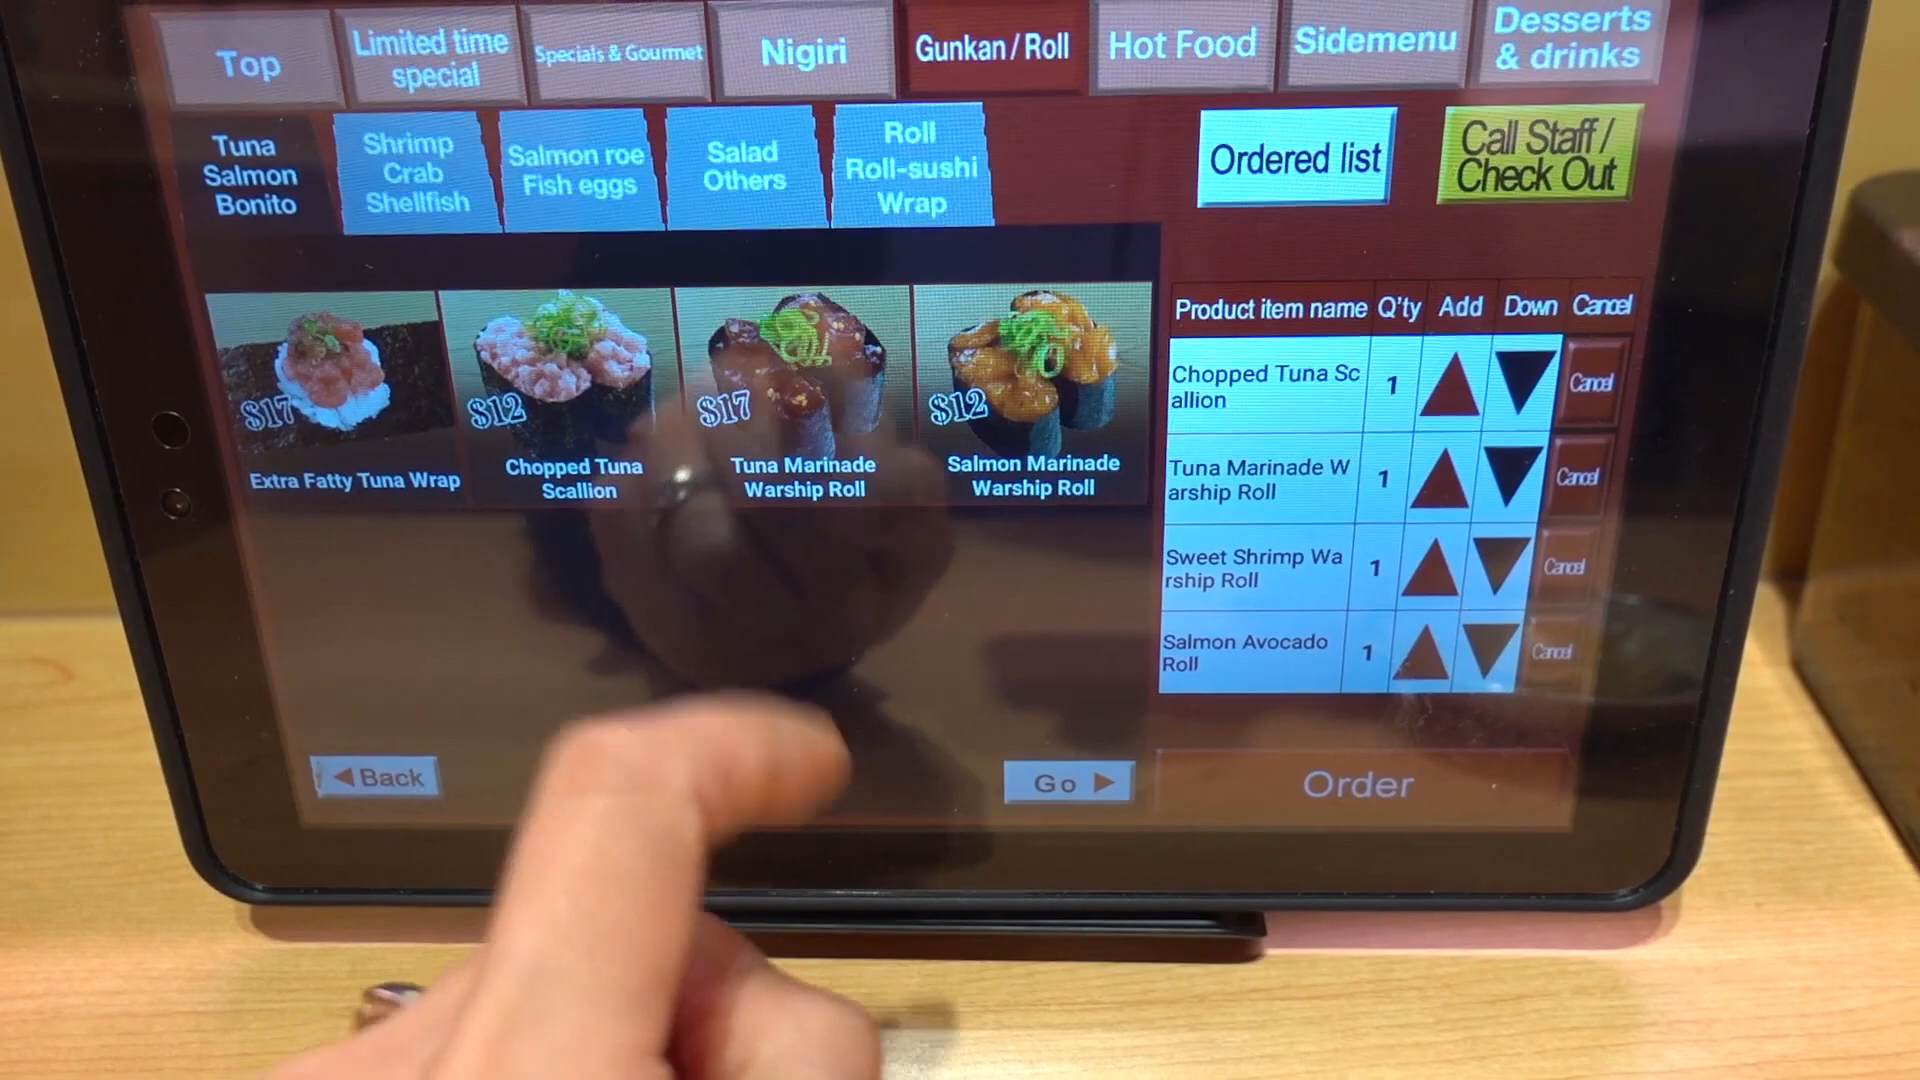 Top
Limited time
special
Specials & Gourmet
Nigiri
Gunkan / Roll
Hot Food
Sidemenu
Desserts
& drinks
Tuna
Salmon
Bonito
Shrimp
Crab
Shellfish
Salmon roe
Fish eggs
Salad
Others
Roll
Roll-sushi
Wrap
Ordered list
Call Staff /
Check Out
$17
Extra Fatty Tuna Wrap
$12
Chopped Tuna
Scallion
$17
Tuna Marinade
Warship Roll
$12
Salmon Marinade
Warship Roll
Product item name Q'ty Add Down Cancel
Chopped Tuna Sc
allion
1
Cancel
Tuna Marinade W
arship Roll
1
Cancel
Sweet Shrimp Wa
rship Roll
1
Cancel
Salmon Avocado
Roll
1
Cancel
Back
Go
Order